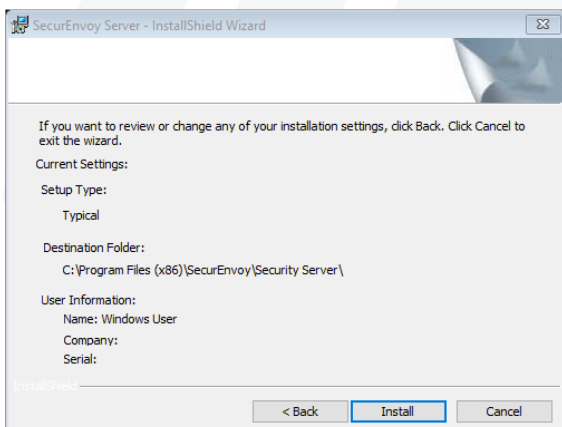 SecurEnvoy Server - InstallShield Wizard
If you want to review or change any of your installation settings, click Back. Click Cancel to
exit the wizard.
Current Settings:
Setup Type:
Typical
Destination Folder:
C:\Program Files (x86)\SecurEnvoy\Security Server\
User Information:
Name: Windows User
Company:
Serial:
InstallShield
< Back
Install
Cancel